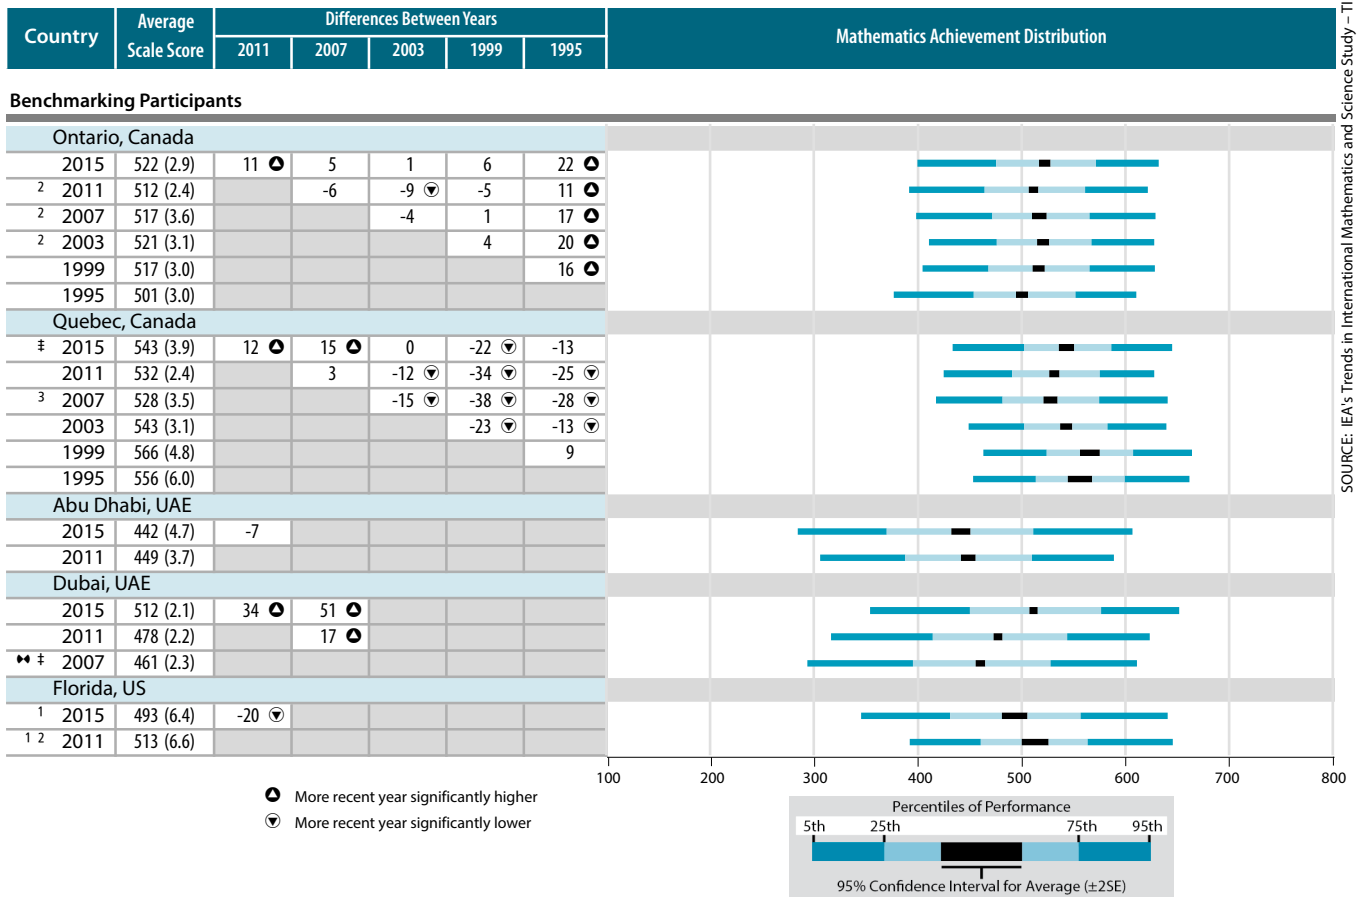 Country Average Scale Score Differences Between Years Mathematics Achievement Distribution
2011 2007 2003 1999 1995
Benchmarking Participants
Ontario, Canada
2015 522 (2.9) 11 5 1 6 22
2 2011 512 (2.4) -6 -9 -5 11
2 2007 517 (3.6) -4 1 17
2 2003 521 (3.1) 4 20
1999 517 (3.0) 16
1995 501 (3.0)
Quebec, Canada
‡ 2015 543 (3.9) 12 15 0 -22 -13
2011 532 (2.4) 3 -12 -34 -25
3 2007 528 (3.5) -15 -38 -28
2003 543 (3.1) -23 -13
1999 566 (4.8) 9
1995 556 (6.0)
Abu Dhabi, UAE
2015 442 (4.7) -7
2011 449 (3.7)
Dubai, UAE
2015 512 (2.1) 34 51
2011 478 (2.2) 17
‡ 2007 461 (2.3)
Florida, US
1 2015 493 (6.4) -20
1 2 2011 513 (6.6)
100 200 300 400 500 600 700 800
More recent year significantly higher
More recent year significantly lower
Percentiles of Performance
5th 25th 75th 95th
95% Confidence Interval for Average (±2SE)
SOURCE: IEA's Trends in International Mathematics and Science Study – TI